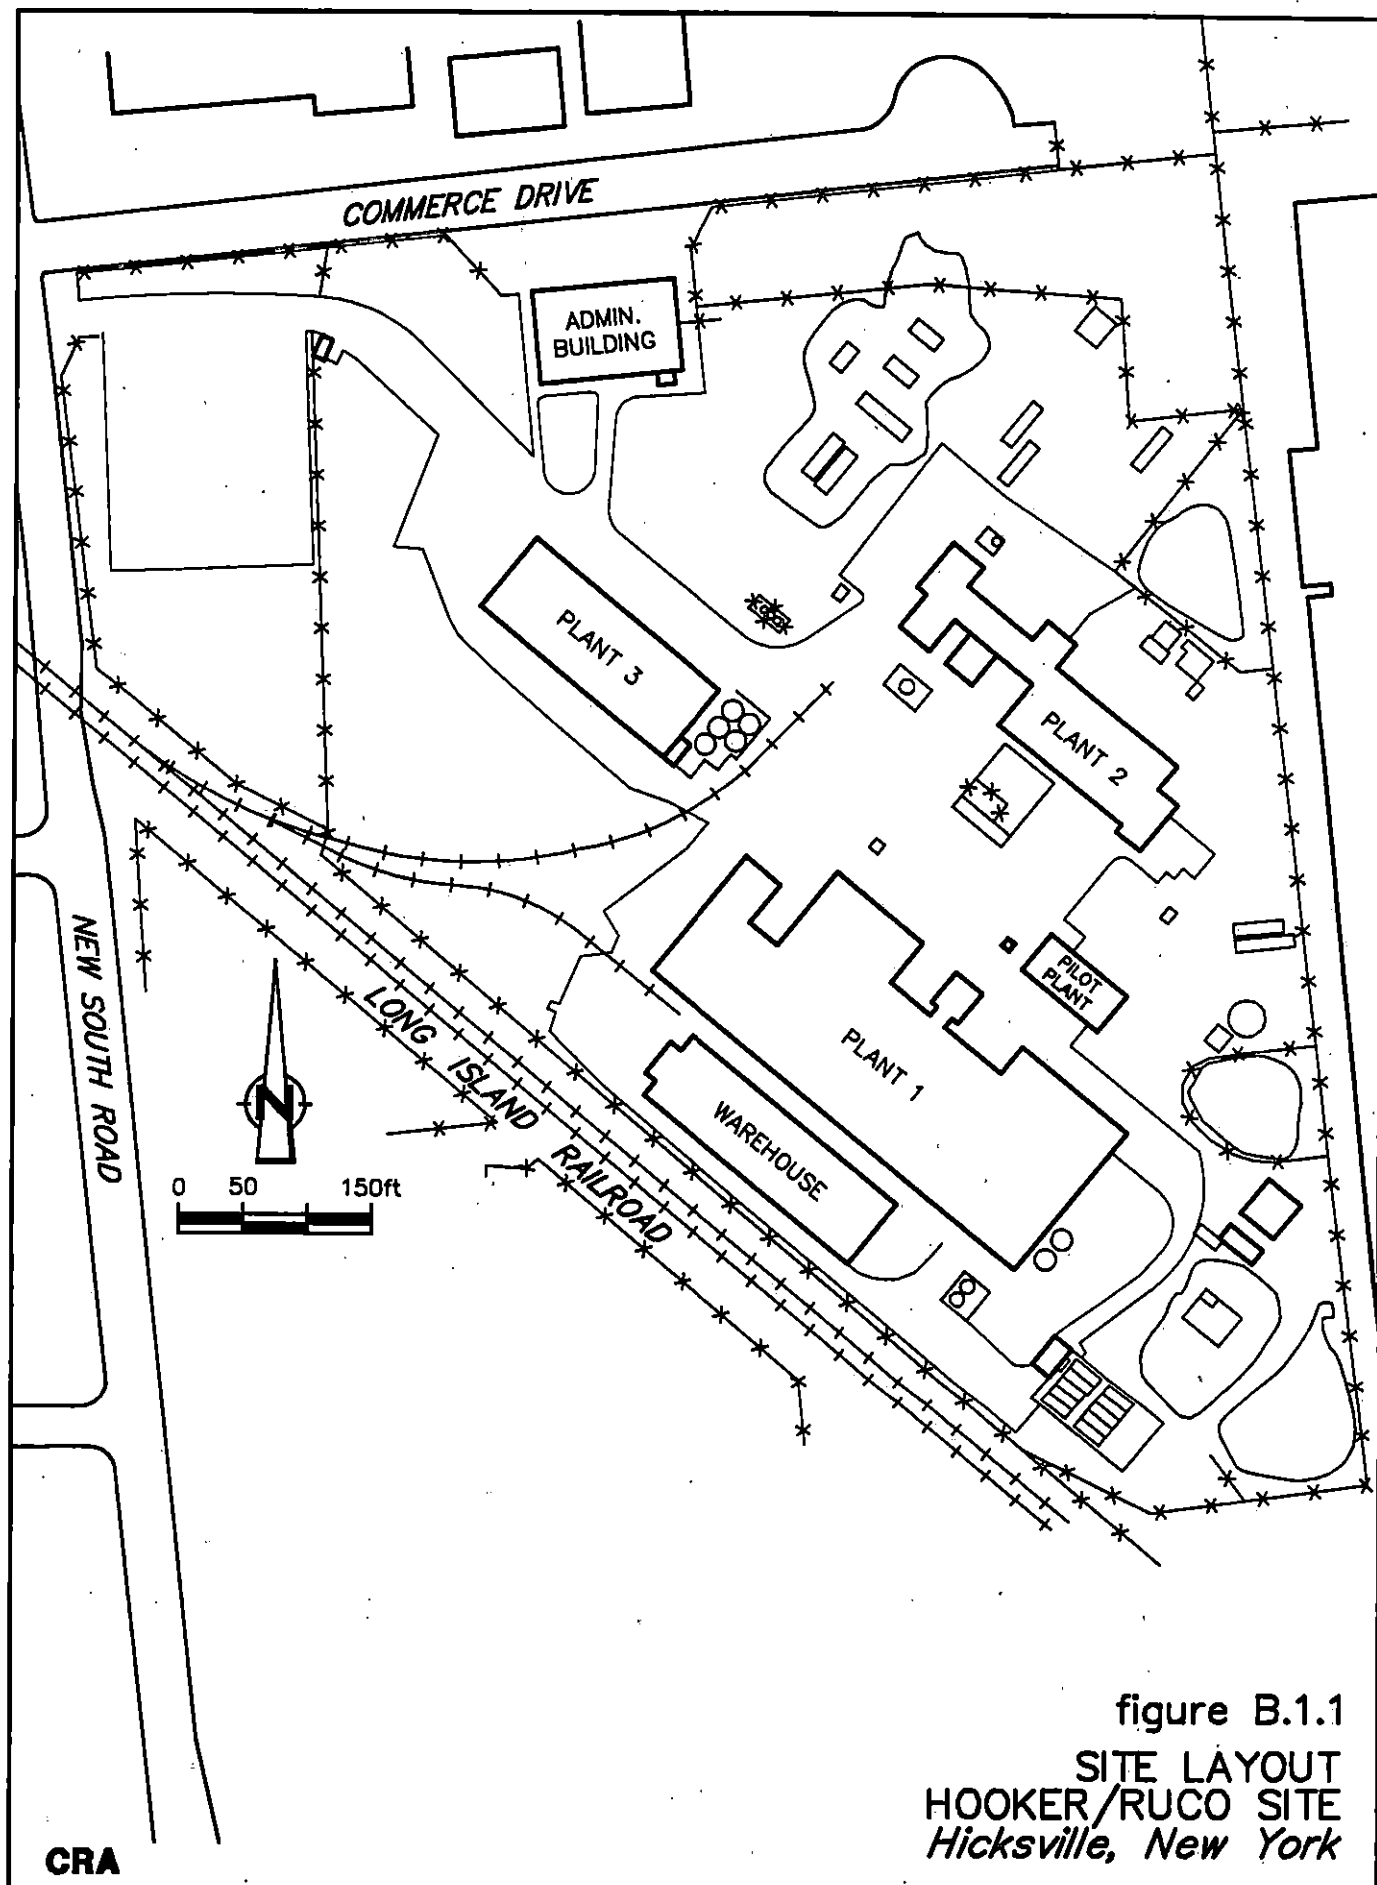 COMMERCE DRIVE
ADMIN.
BUILDING
PLANT 3
PLANT 2
PILOT
PLANT
PLANT 1
WAREHOUSE
NEW SOUTH ROAD
LONG ISLAND RAILROAD
N
0 50 150ft
figure B.1.1
SITE LAYOUT
HOOKER/RUCO SITE
Hicksville, New York
CRA